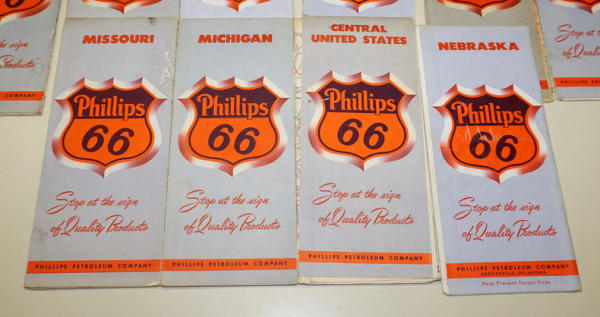 Stop at the sign
of Quality Products
PHILLIPS PETROLEUM COMPANY
MISSOURI
Phillips
66
Stop at the sign
of Quality Products
PHILLIPS PETROLEUM COMPANY
MICHIGAN
Phillips
66
Stop at the sign
of Quality Products
PHILLIPS PETROLEUM COMPANY
CENTRAL
UNITED STATES
Phillips
66
Stop at the sign
of Quality Products
PHILLIPS PETROLEUM COMPANY
NEBRASKA
Phillips
66
Stop at the sign
of Quality Products
PHILLIPS PETROLEUM COMPANY
BARTLESVILLE, OKLAHOMA
Help Prevent Forest Fires